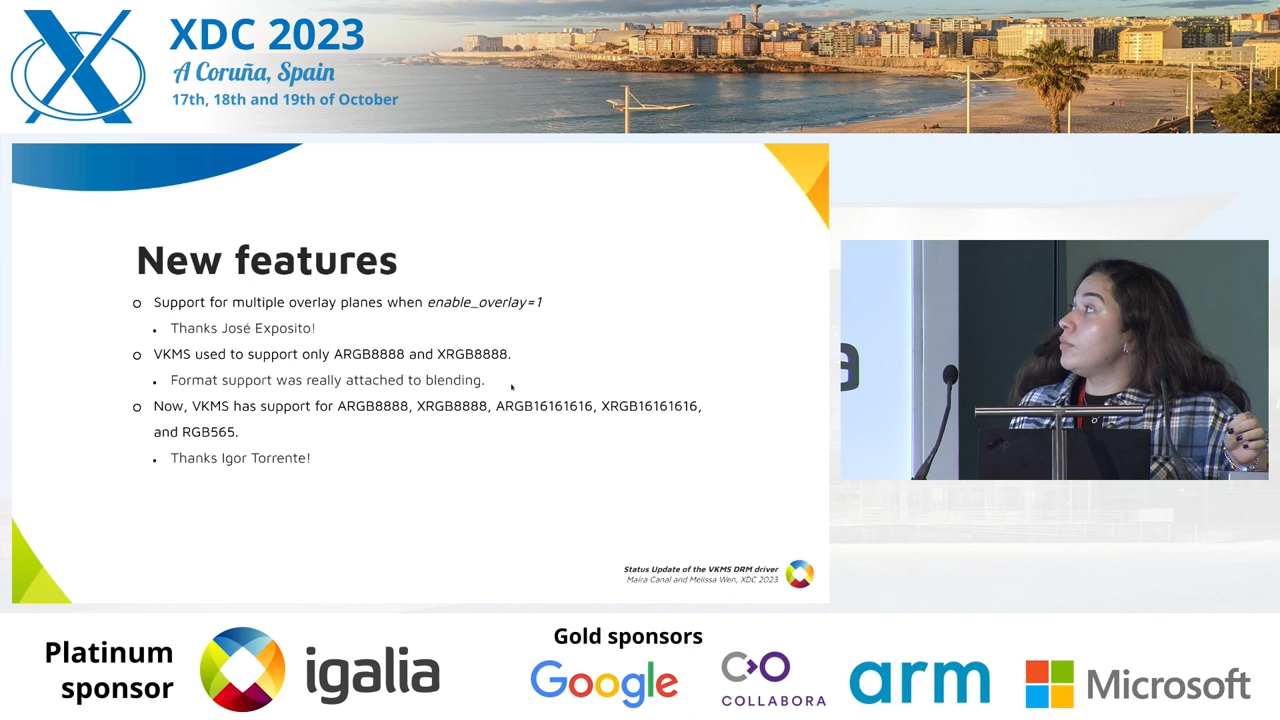 XDC 2023
A Coruña, Spain
17th, 18th and 19th of October
New features
Support for multiple overlay planes when enable_overlay=1
Thanks José Exposito!
VKMS used to support only ARGB8888 and XRGB8888.
Format support was really attached to blending.
Now, VKMS has support for ARGB8888, XRGB8888, ARGB16161616, XRGB16161616,
and RGB565.
Thanks Igor Torrente!
Status Update of the VKMS DRM driver
Maíra Canal and Melissa Wen, XDC 2023
a
Platinum
sponsor
igalia
Gold sponsors
Google
COLLABORA
arm
Microsoft